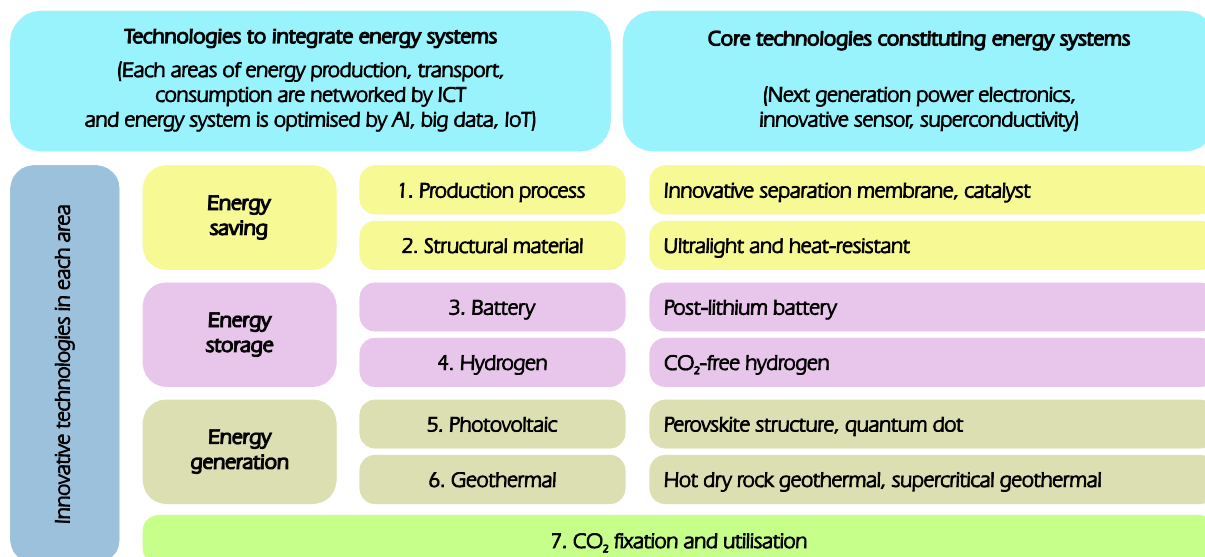 Technologies to integrate energy systems
(Each areas of energy production, transport,
consumption are networked by ICT
and energy system is optimised by AI, big data, IoT)
Core technologies constituting energy systems
(Next generation power electronics,
innovative sensor, superconductivity)
Innovative technologies in each area
Energy
saving
1. Production process
Innovative separation membrane, catalyst
2. Structural material
Ultralight and heat-resistant
Energy
storage
3. Battery
Post-lithium battery
4. Hydrogen
CO₂-free hydrogen
Energy
generation
5. Photovoltaic
Perovskite structure, quantum dot
6. Geothermal
Hot dry rock geothermal, supercritical geothermal
7. CO₂ fixation and utilisation